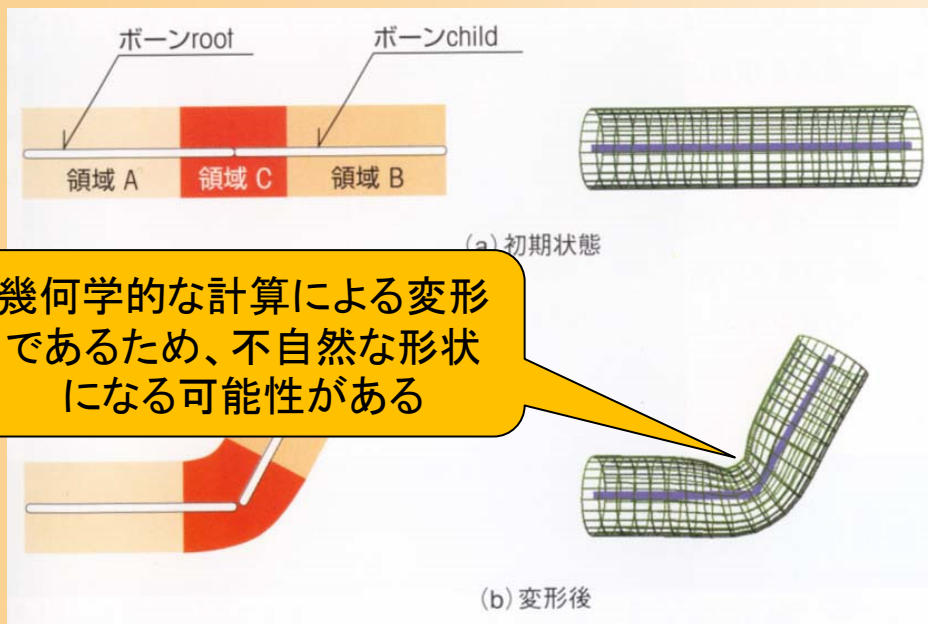 ボーンroot
ボーンchild
領域 A
領域 C
領域 B
(a) 初期状態
幾何学的な計算による変形
であるため、不自然な形状
になる可能性がある
(b) 変形後